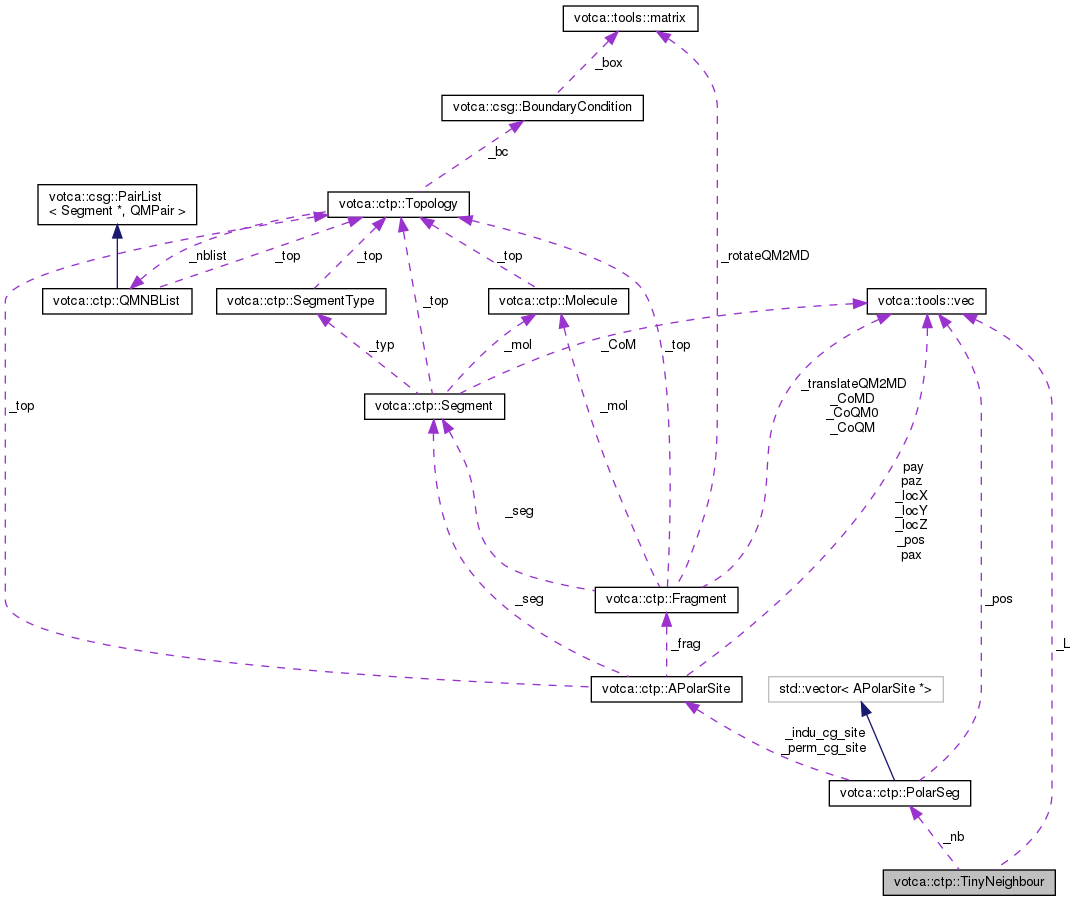 votca::tools::matrix
_box
votca::csg::BoundaryCondition
_bc
votca::csg::PairList
< Segment *, QMPair >
votca::ctp::Topology
_nblist
_top
_top
_top
_rotateQM2MD
votca::ctp::QMNBList
votca::ctp::SegmentType
votca::ctp::Molecule
votca::tools::vec
_top
_typ
_mol
_CoM
_top
_top
votca::ctp::Segment
_mol
_translateQM2MD
_CoMD
_CoQM0
_CoQM
pay
paz
_locX
_locY
_locZ
_pos
pax
_seg
votca::ctp::Fragment
_seg
_pos
_frag
_L
votca::ctp::APolarSite
std::vector< APolarSite *>
_indu_cg_site
_perm_cg_site
votca::ctp::PolarSeg
_nb
votca::ctp::TinyNeighbour